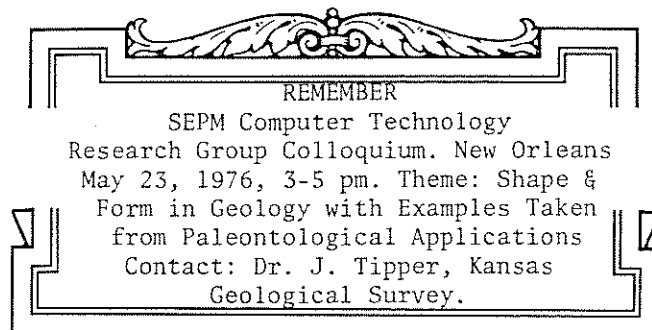 REMEMBER
SEPM Computer Technology
Research Group Colloquium. New Orleans
May 23, 1976, 3-5 pm. Theme: Shape &
Form in Geology with Examples Taken
from Paleontological Applications
Contact: Dr. J. Tipper, Kansas
Geological Survey.